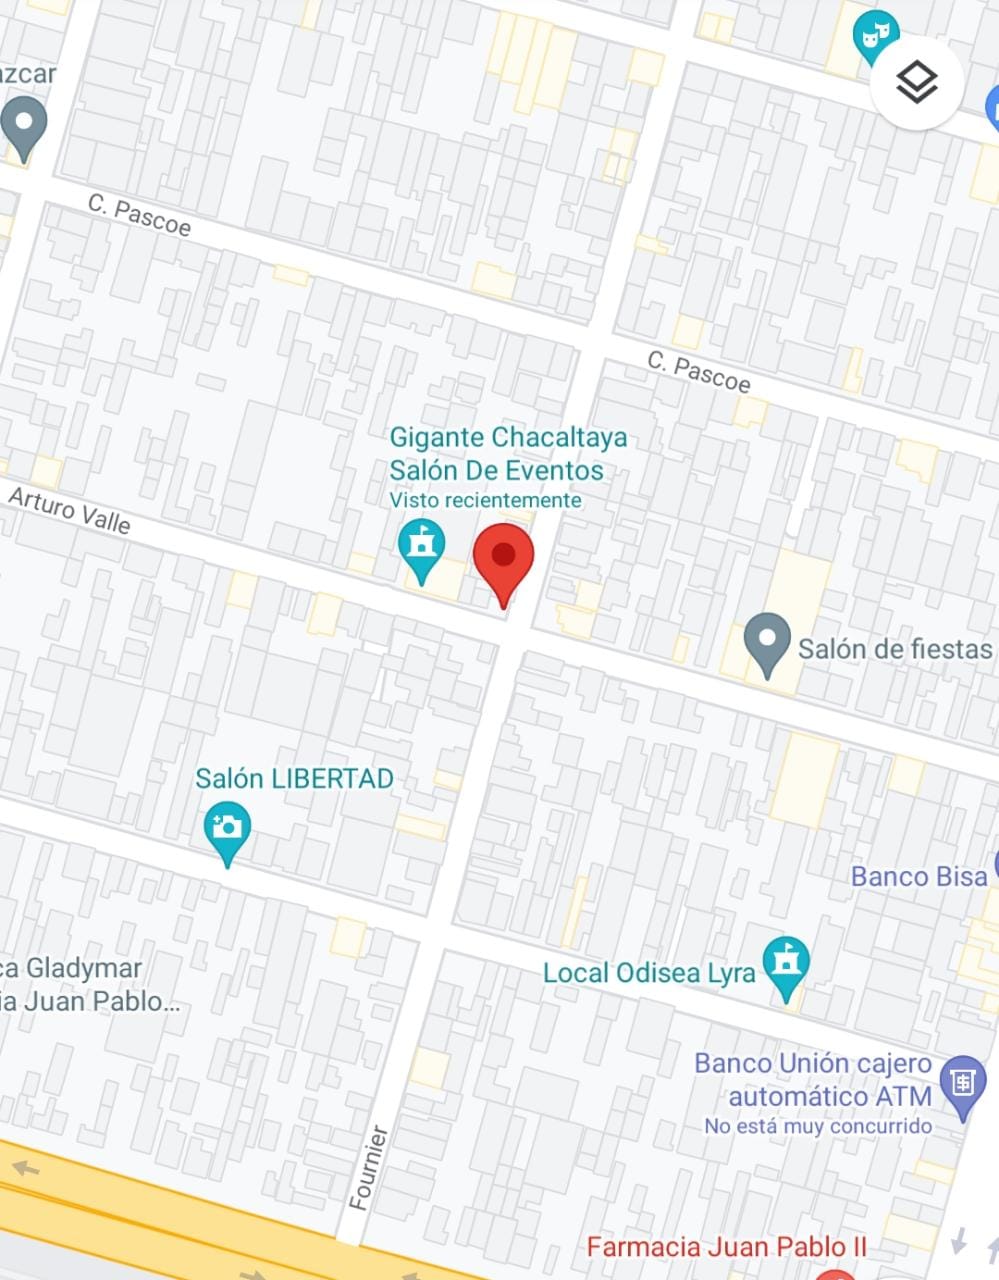 azcar
C. Pascoe
C. Pascoe
Gigante Chacaltaya
Salón De Eventos
Visto recientemente
Arturo Valle
Salón de fiestas
Salón LIBERTAD
Banco Bisa
ca Gladymar
ia Juan Pablo...
Local Odisea Lyra
Banco Unión cajero
automático ATM
No está muy concurrido
Fournier
Farmacia Juan Pablo II